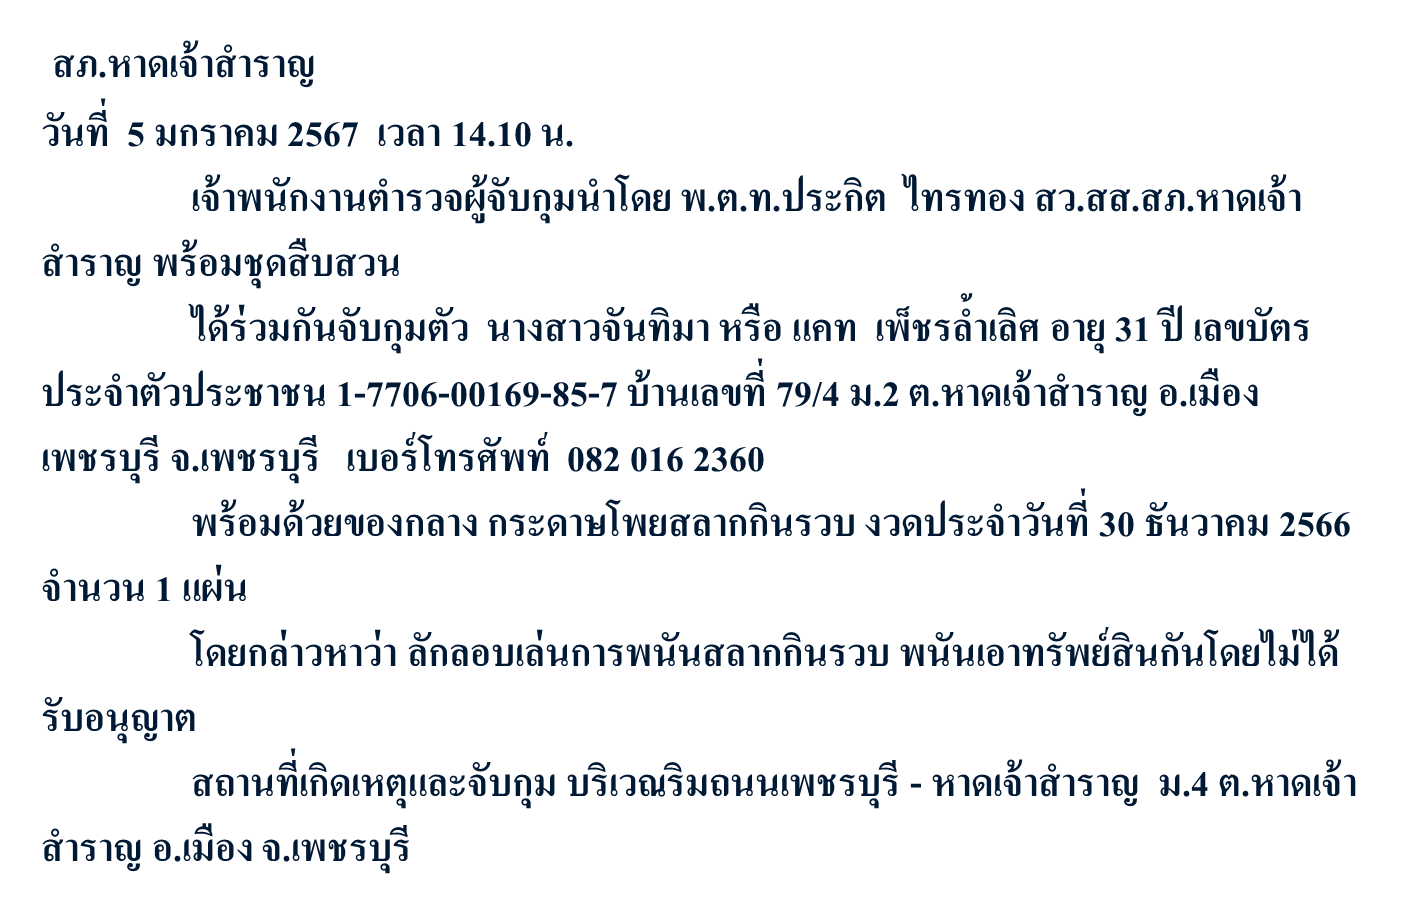 สภ.หาดเจ้าสำราญ
วันที่ 5 มกราคม 2567 เวลา 14.10 น.
เจ้าพนักงานตำรวจผู้จับกุมนำโดย พ.ต.ท.ประกิต ไทรทอง สว.สส.สภ.หาดเจ้า
สำราญ พร้อมชุดสืบสวน
ได้ร่วมกันจับกุมตัว นางสาวจันทิมา หรือ แคท เพ็ชรล้ำเลิศ อายุ 31 ปี เลขบัตร
ประจำตัวประชาชน 1-7706-00169-85-7 บ้านเลขที่ 79/4 ม.2 ต.หาดเจ้าสำราญ อ.เมือง
เพชรบุรี จ.เพชรบุรี เบอร์โทรศัพท์ 082 016 2360
พร้อมด้วยของกลาง กระดาษโพยสลากกินรวบ งวดประจำวันที่ 30 ธันวาคม 2566
จำนวน 1 แผ่น
โดยกล่าวหาว่า ลักลอบเล่นการพนันสลากกินรวบ พนันเอาทรัพย์สินกันโดยไม่ได้
รับอนุญาต
สถานที่เกิดเหตุและจับกุม บริเวณริมถนนเพชรบุรี - หาดเจ้าสำราญ ม.4 ต.หาดเจ้า
สำราญ อ.เมือง จ.เพชรบุรี